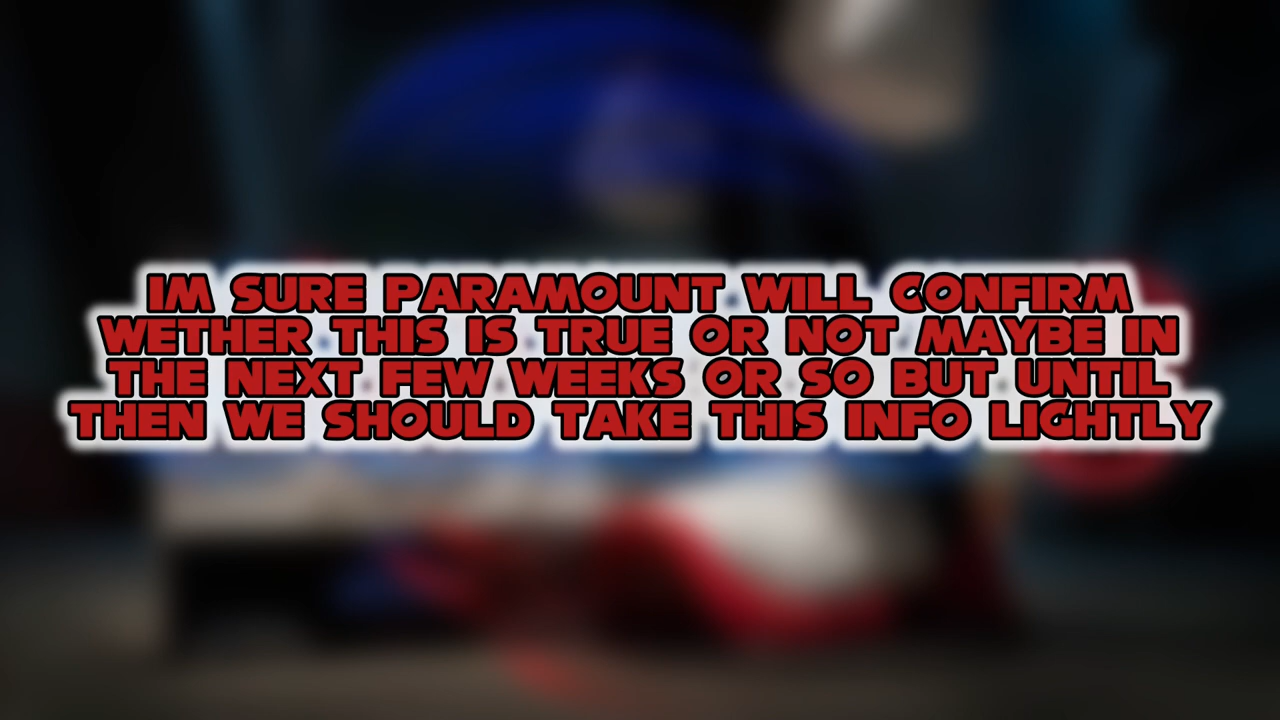 IM SURE PARAMOUNT WILL CONFIRM
WETHER THIS IS TRUE OR NOT MAYBE IN
THE NEXT FEW WEEKS OR SO BUT UNTIL
THEN WE SHOULD TAKE THIS INFO LIGHTLY